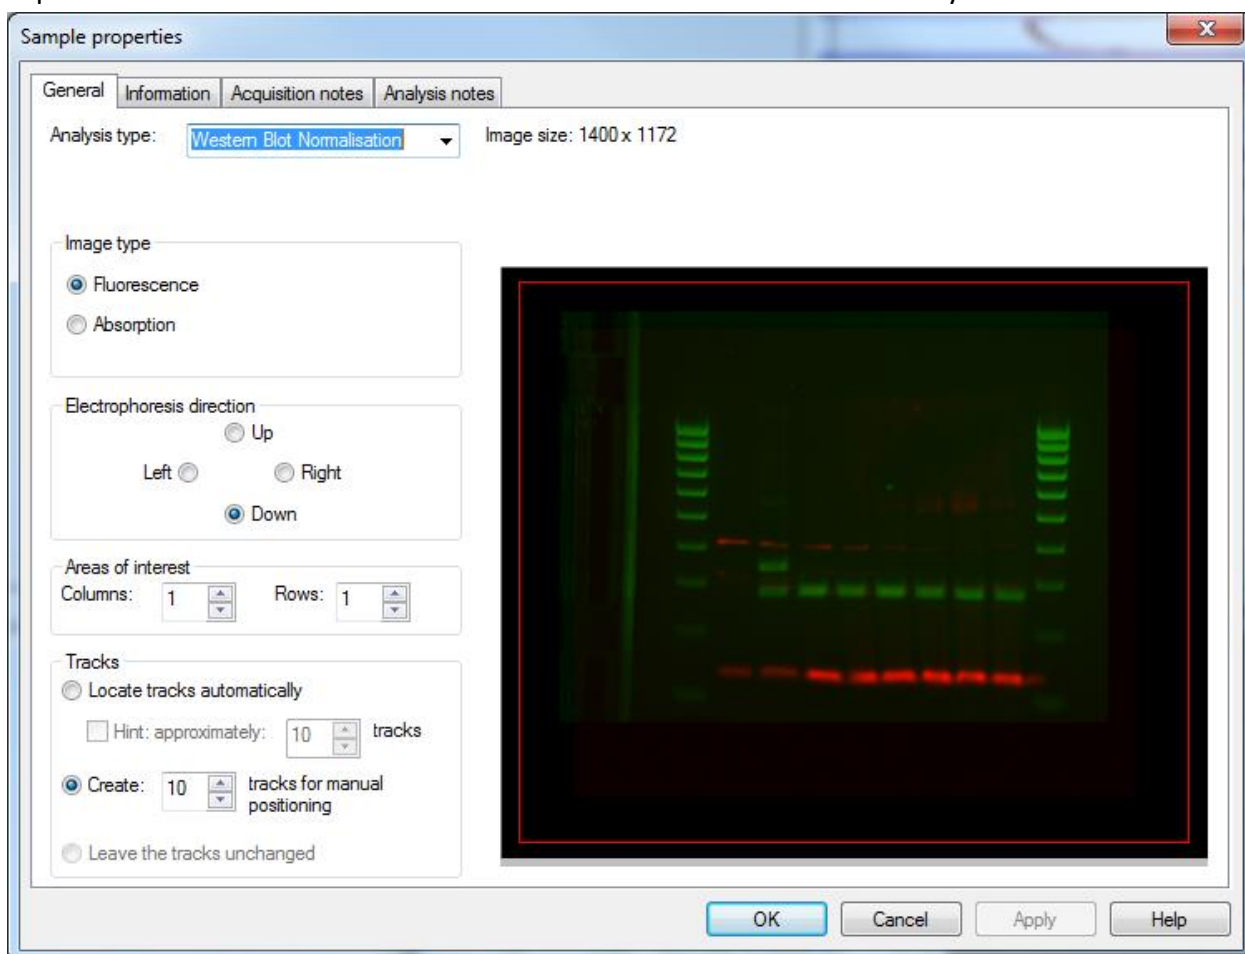 Sample properties
General Information Acquisition notes Analysis notes
Analysis type: Western Blot Normalisation Image size: 1400 x 1172
Image type
Fluorescence
Absorption
Electrophoresis direction
Up
Left Right
Down
Areas of interest
Columns: 1 Rows: 1
Tracks
Locate tracks automatically
Hint: approximately: 10 tracks
Create: 10 tracks for manual
positioning
Leave the tracks unchanged
OK Cancel Apply Help